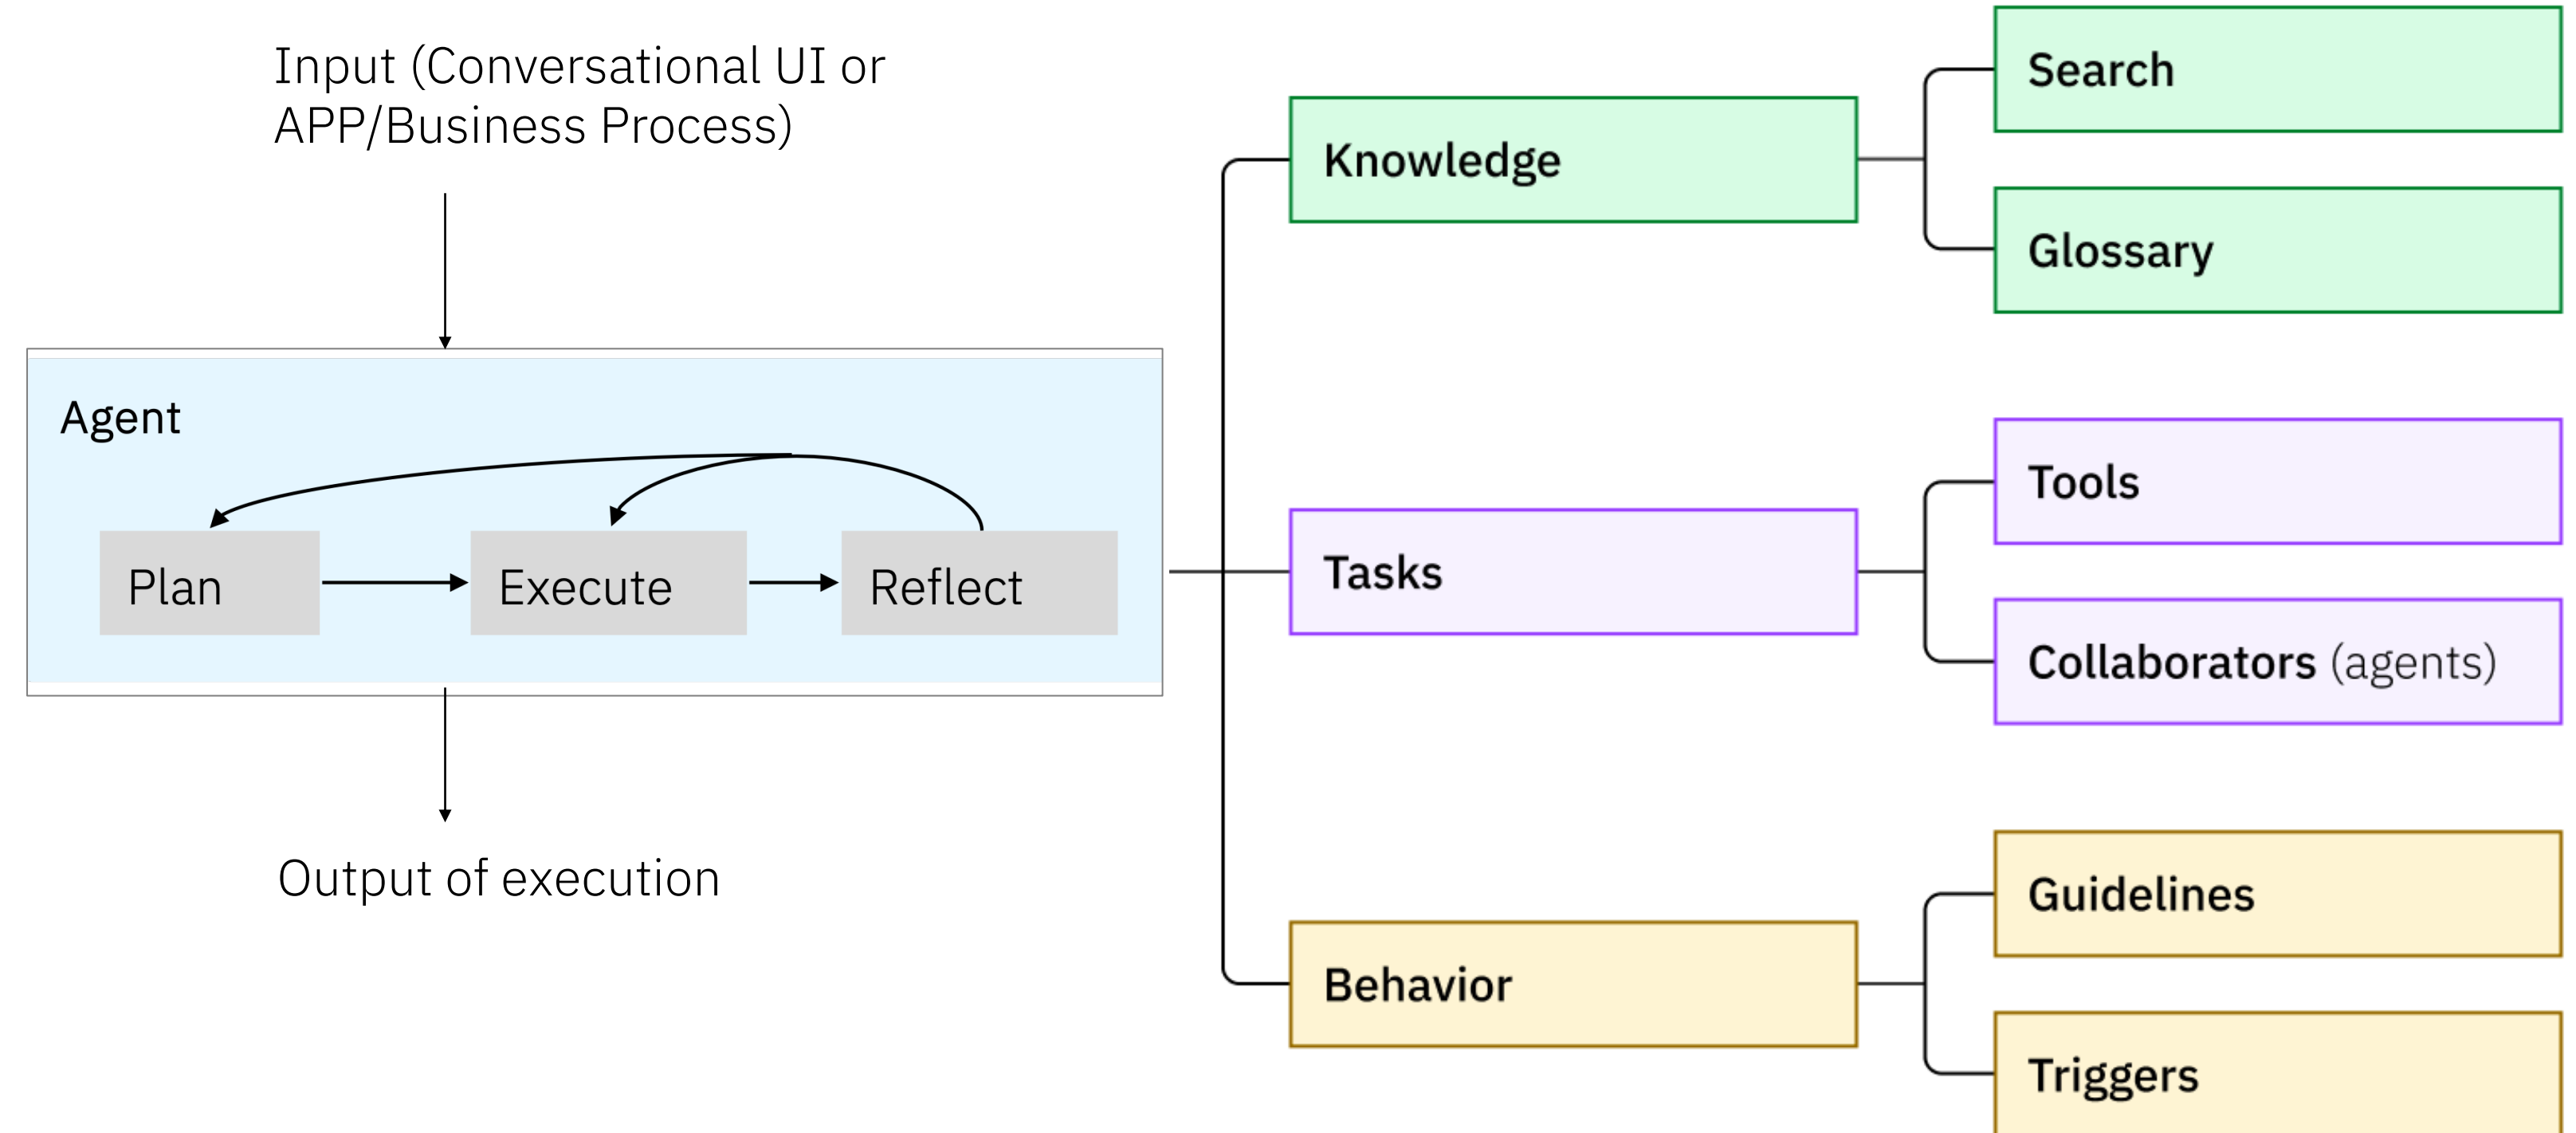 Input (Conversational UI or
APP/Business Process)
Agent
Plan
Execute
Reflect
Output of execution
Knowledge
Search
Glossary
Tasks
Tools
Collaborators (agents)
Behavior
Guidelines
Triggers